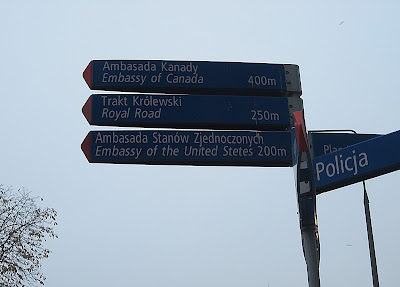 Ambasada Kanady
Embassy of Canada 400m
Trakt Królewski
Royal Road 250m
Ambasada Stanów Zjednoczonych
Embassy of the United Stetes 200m
Policja